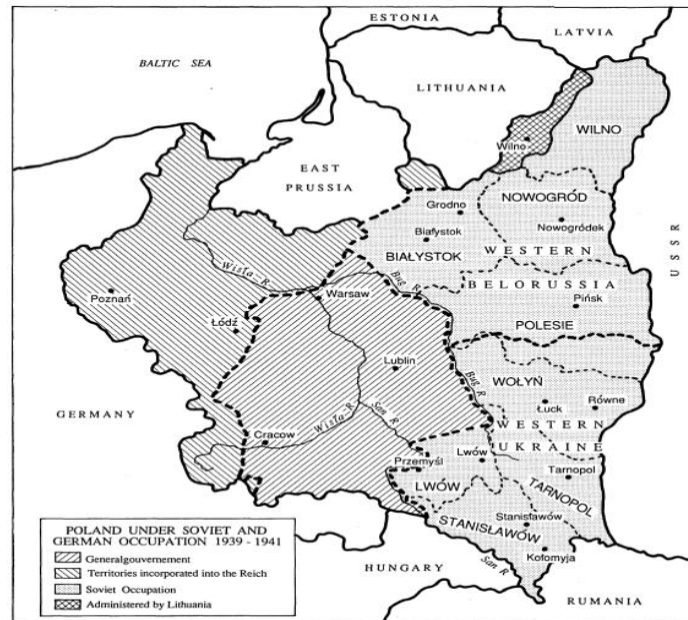 ESTONIA
LATVIA
BALTIC SEA
LITHUANIA
Wilno
WILNO
EAST
PRUSSIA
NOWOGRÓD
Grodno
Nowogródek
Białystok
BIAŁYSTOK
WESTERN
BELORUSSIA
USSR
Wisła R.
Bug R.
Warsaw
Poznań
Pińsk
Łódź
POLESIE
Lublin
WOŁYŃ
Bug R.
Łuck
Równe
GERMANY
Wisła R.
San R.
WESTERN
UKRAINE
Cracow
Przemyśl
Lwów
LWÓW
Tarnopol
TARNOPOL
Stanisławów
STANISŁAWÓW
Kołomyja
San R.
HUNGARY
RUMANIA
POLAND UNDER SOVIET AND
GERMAN OCCUPATION 1939 - 1941
Generalgouvernement
Territories incorporated into the Reich
Soviet Occupation
Administered by Lithuania